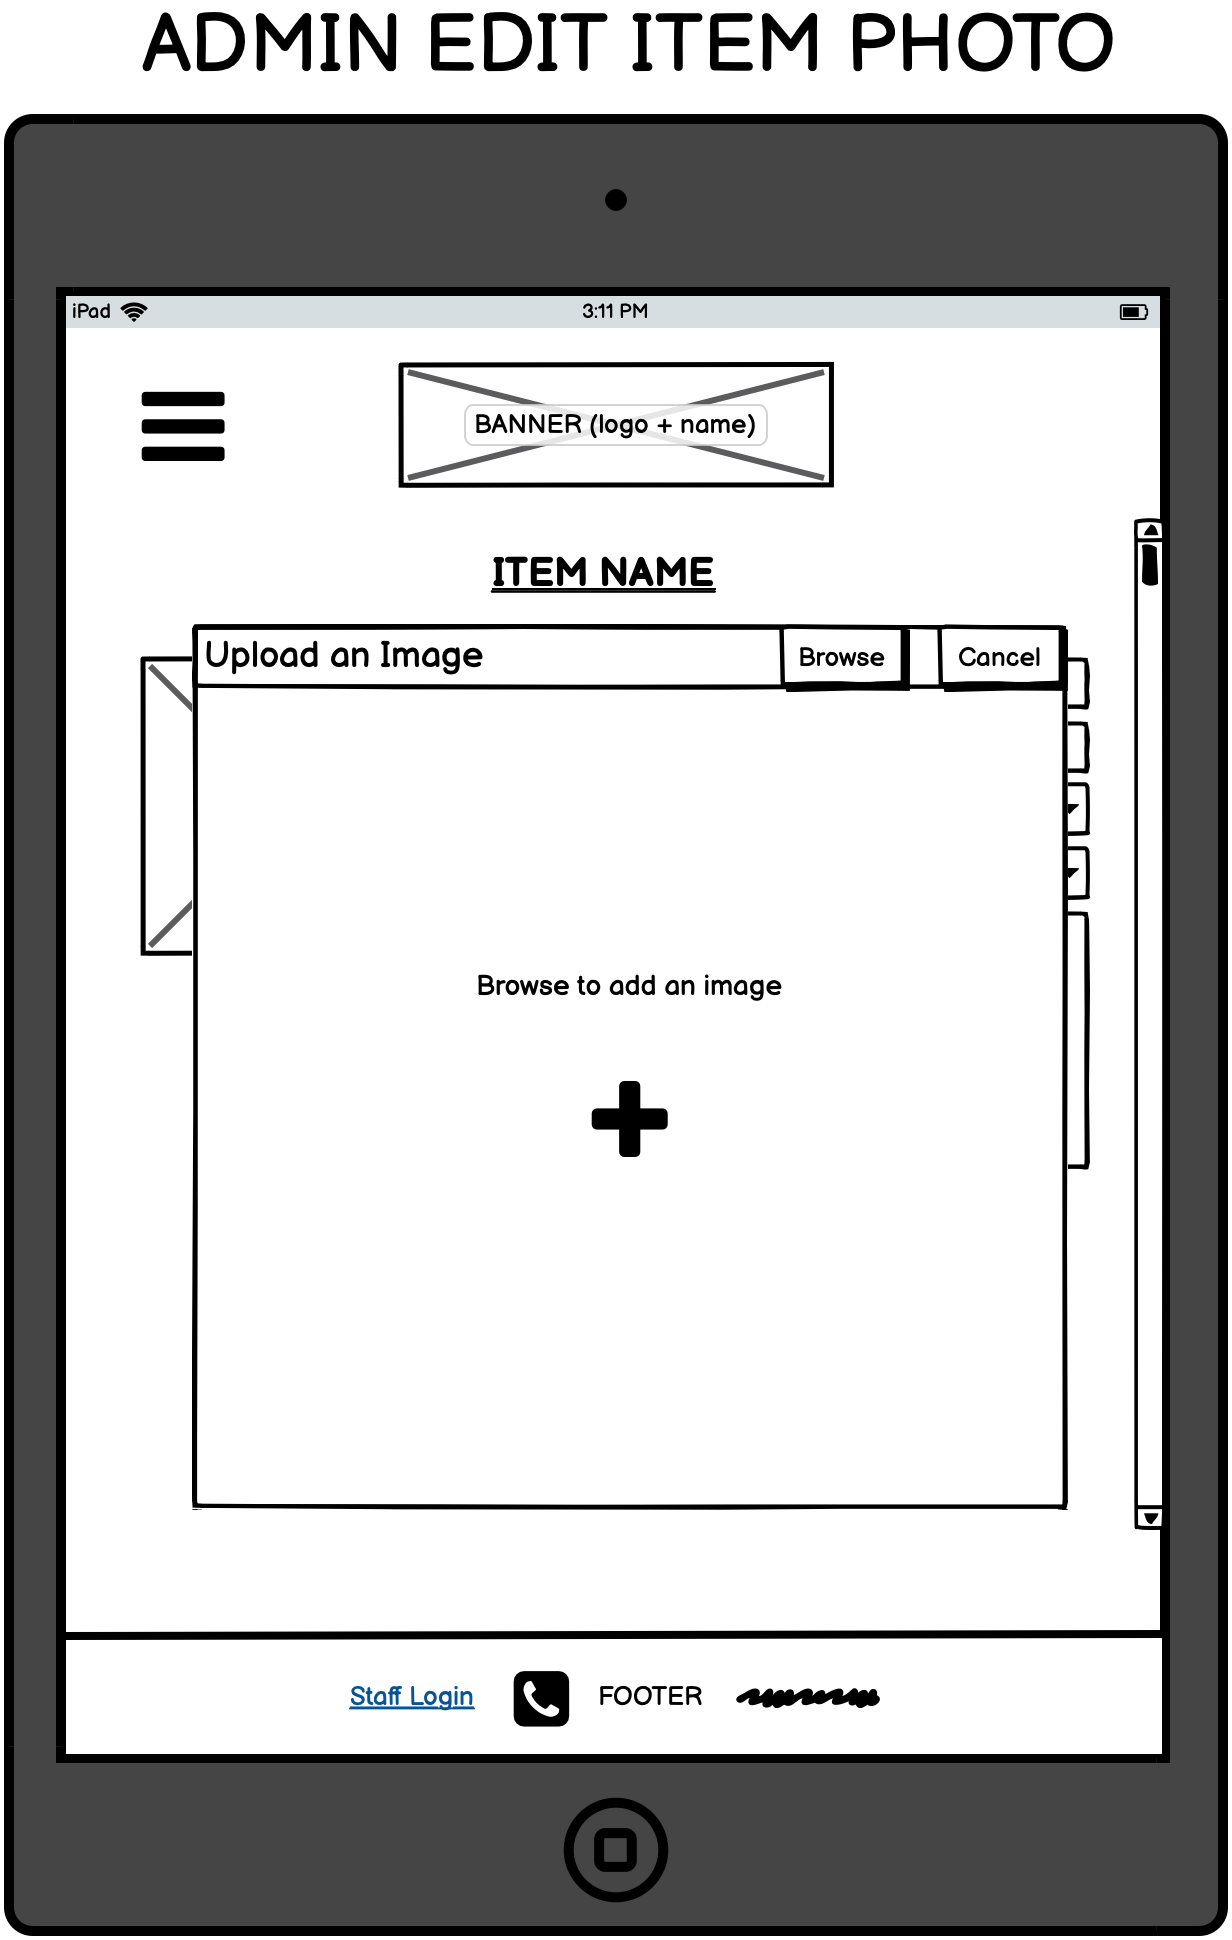 ADMIN EDIT ITEM PHOTO
iPad 3:11 PM
BANNER (logo + name)
ITEM NAME
Upload an Image Browse Cancel
Browse to add an image
Staff Login FOOTER